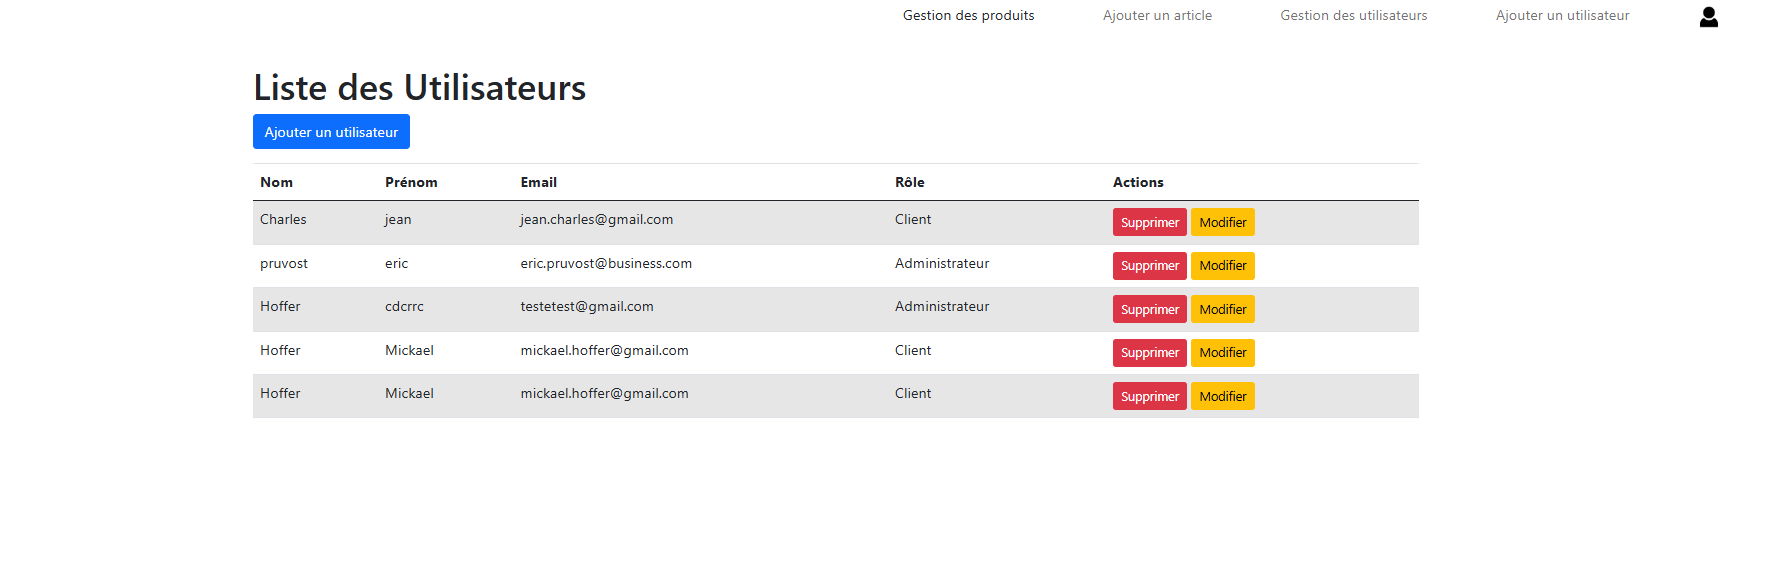 Gestion des produits Ajouter un article Gestion des utilisateurs Ajouter un utilisateur
Liste des Utilisateurs
Ajouter un utilisateur
Nom Prénom Email Rôle Actions
Charles jean jean.charles@gmail.com Client Supprimer Modifier
pruvost eric eric.pruvost@business.com Administrateur Supprimer Modifier
Hoffer cdcrrc testetest@gmail.com Administrateur Supprimer Modifier
Hoffer Mickael mickael.hoffer@gmail.com Client Supprimer Modifier
Hoffer Mickael mickael.hoffer@gmail.com Client Supprimer Modifier